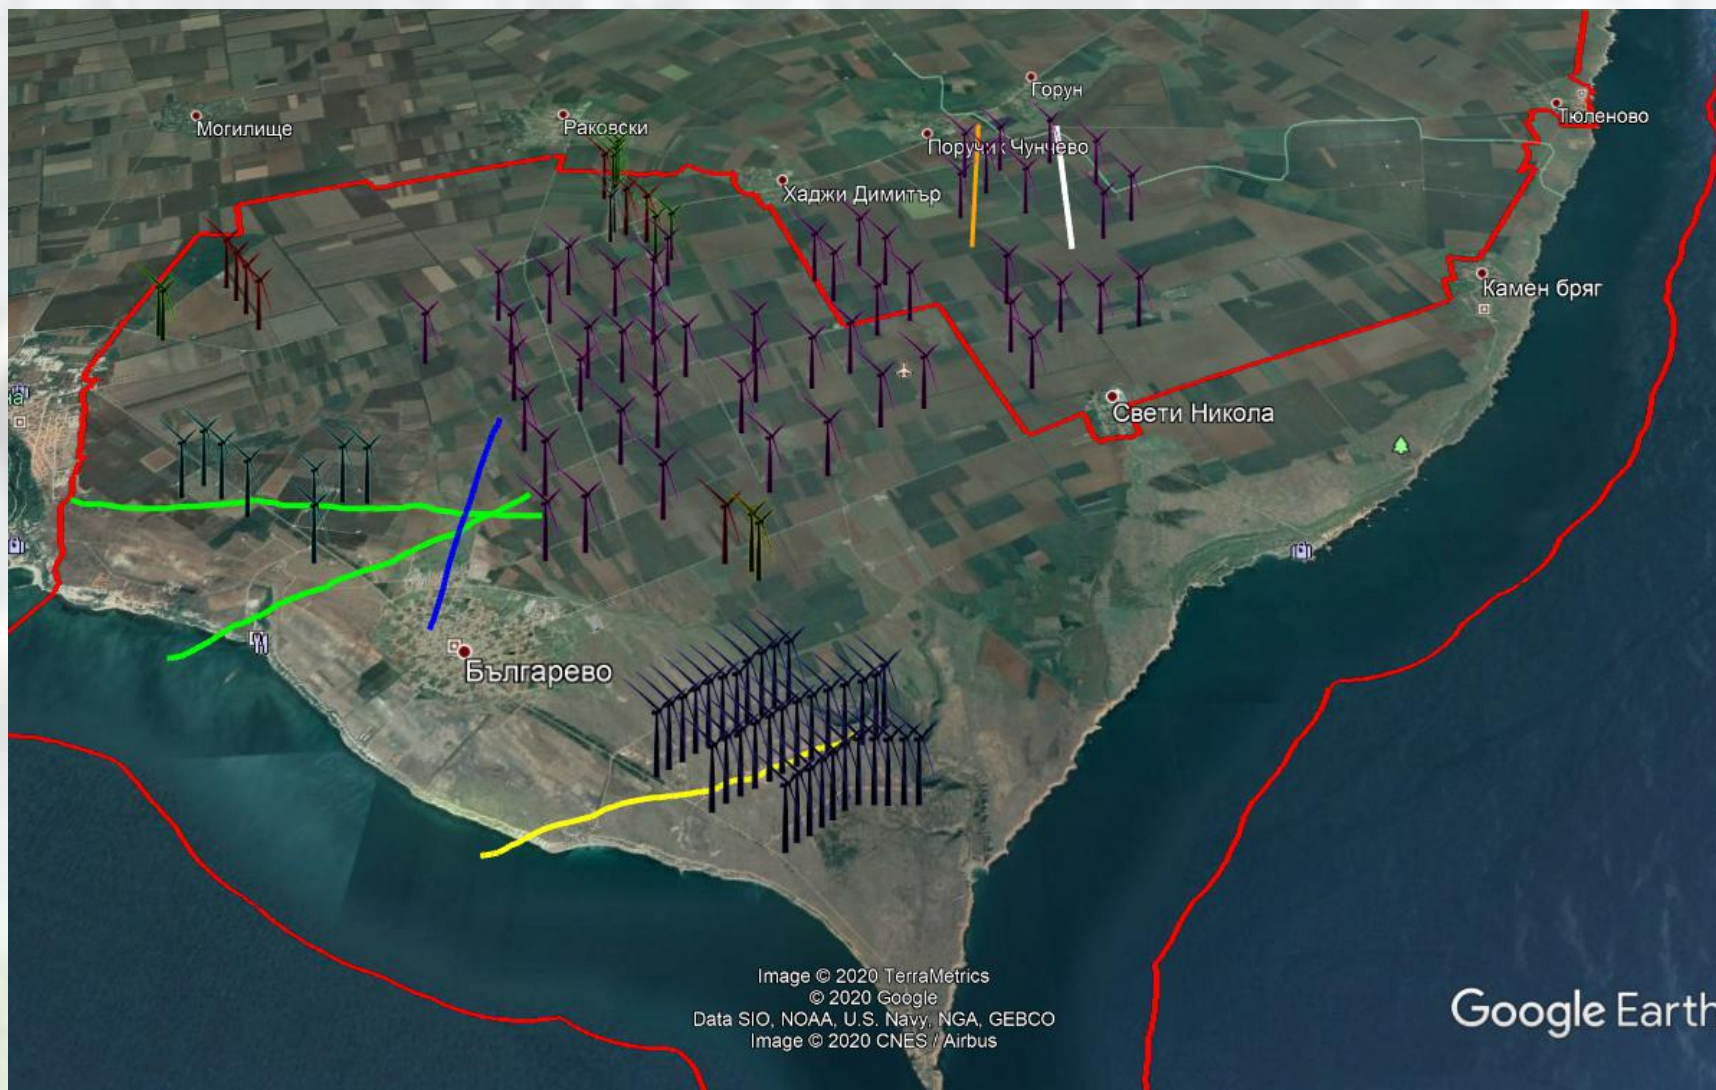 Горун
Тюленово
Могилище
Раковски
Поручик Чунчево
Хаджи Димитър
Камен бряг
на
Свети Никола
Българево
Image © 2020 TerraMetrics
© 2020 Google
Data SIO, NOAA, U.S. Navy, NGA, GEBCO
Image © 2020 CNES / Airbus
Google Earth